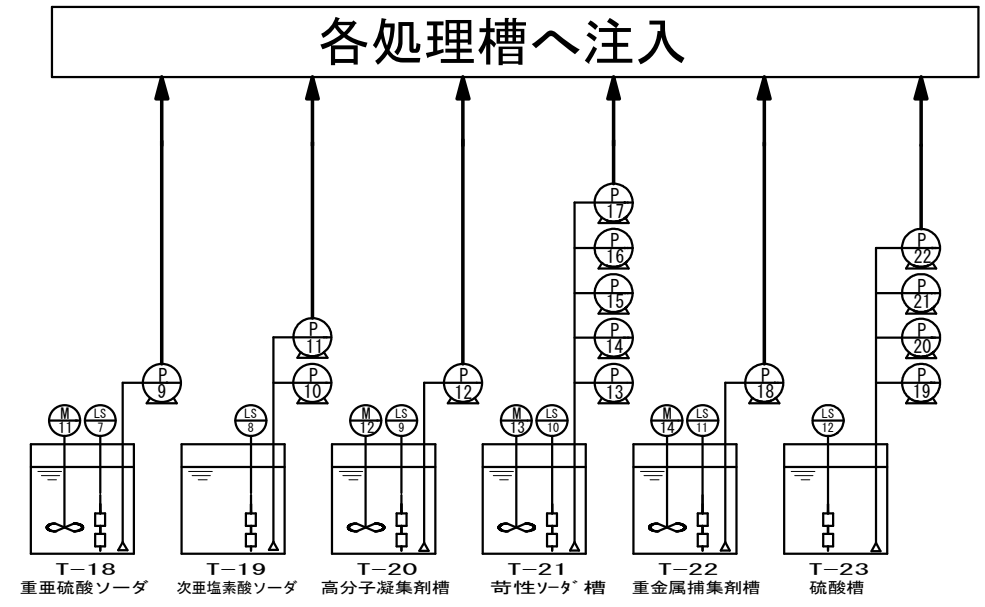 各処理槽へ注入
P 17
P 16
P 22
P 15
P 21
P 11
P 14
P 20
P 9
P 10
P 12
P 13
P 18
P 19
M 11
LS 7
LS 8
M 12
LS 9
M 13
LS 10
M 14
LS 11
LS 12
T-18
重亜硫酸ソーダ
T-19
次亜塩素酸ソーダ
T-20
高分子凝集剤槽
T-21
苛性ソーダ槽
T-22
重金属捕集剤槽
T-23
硫酸槽